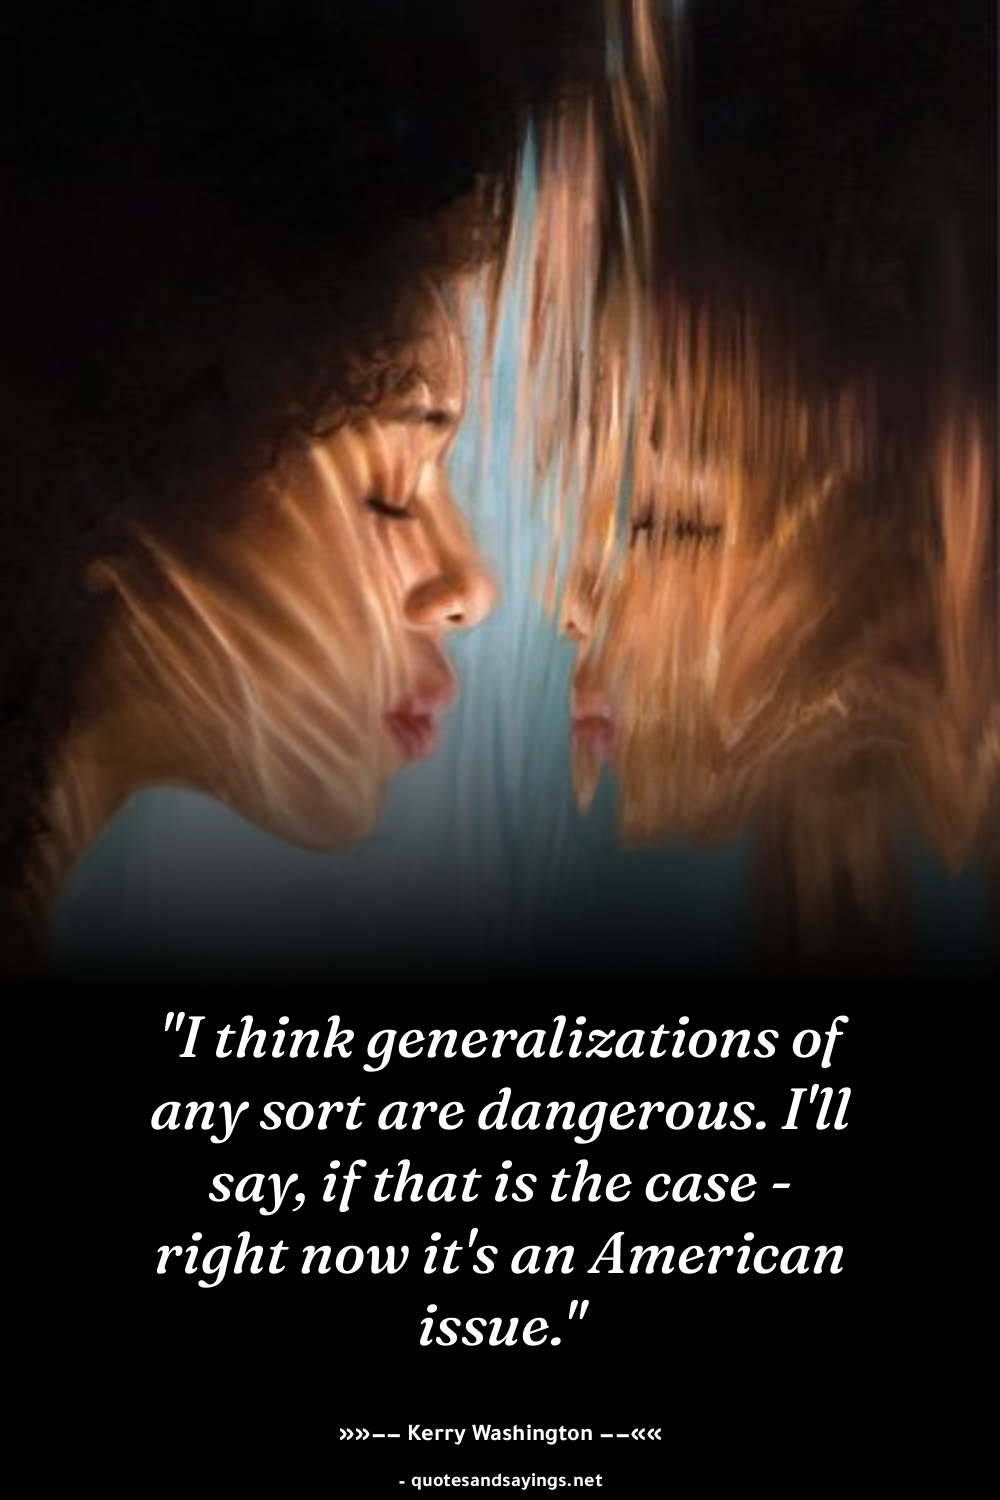 "I think generalizations of
any sort are dangerous. I'll
say, if that is the case -
right now it's an American
issue."
»»–– Kerry Washington ––««
- quotesandsayings.net